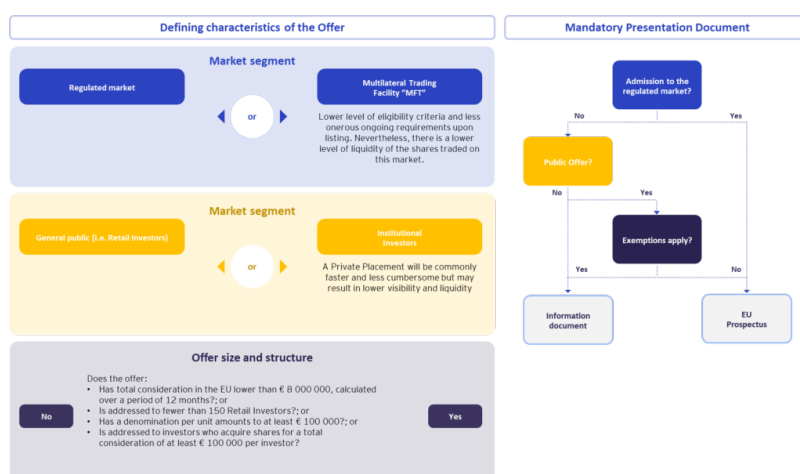 Defining characteristics of the Offer
Market segment
Regulated market
or
Multilateral Trading
Facility "MFT"
Lower level of eligibility criteria and less
onerous ongoing requirements upon
listing. Nevertheless, there is a lower
level of liquidity of the shares traded on
this market.
Market segment
General public (i.e. Retail Investors)
or
Institutional
Investors
A Private Placement will be commonly
faster and less cumbersome but may
result in lower visibility and liquidity
Offer size and structure
Does the offer:
• Has total consideration in the EU lower than € 8 000 000, calculated
over a period of 12 months?; or
• Is addressed to fewer than 150 Retail Investors?; or
• Has a denomination per unit amounts to at least € 100 000?; or
• Is addressed to investors who acquire shares for a total
consideration of at least € 100 000 per investor?
No
Yes
Mandatory Presentation Document
Admission to the
regulated market?
No
Yes
Public Offer?
No
Yes
Exemptions apply?
Yes
No
Information
document
EU
Prospectus